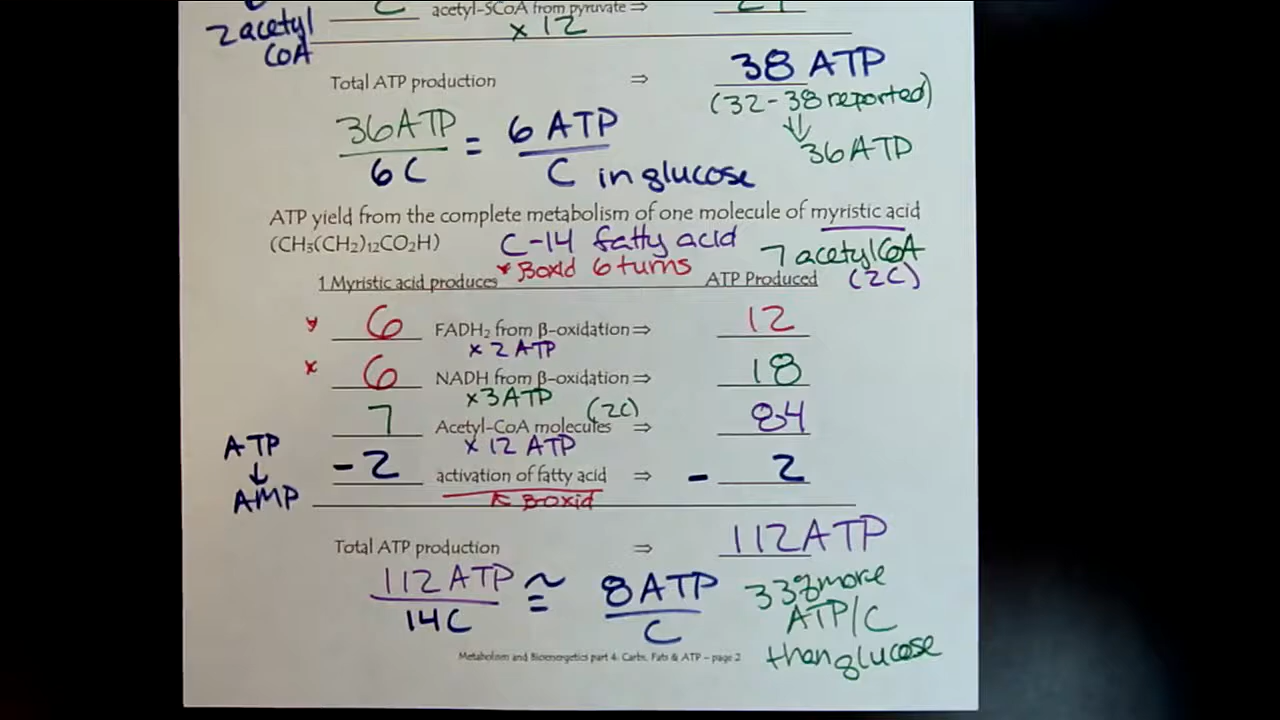 2 acetyl CoA
acetyl-SCoA from pyruvate ⇒ 24
x 12
Total ATP production ⇒ 38 ATP
(32-38 reported)
36 ATP
36 ATP / 6 C = 6 ATP / C in glucose
ATP yield from the complete metabolism of one molecule of myristic acid
(CH₃(CH₂)₁₂CO₂H) C-14 fatty acid 7 acetyl CoA
* βoxid 6 turns (2C)
1 Myristic acid produces ATP Produced
* 6 FADH₂ from β-oxidation ⇒ 12
x 2 ATP
* 6 NADH from β-oxidation ⇒ 18
x 3 ATP (2C)
7 Acetyl-CoA molecules ⇒ 84
x 12 ATP
ATP ↓ AMP
-2 activation of fatty acid ⇒ - 2
βoxid
Total ATP production ⇒ 112 ATP
112 ATP / 14 C ≅ 8 ATP / C
33% more
ATP/C
than glucose
Metabolism and Bioenergetics part 4: Carbs, Fats & ATP – page 2